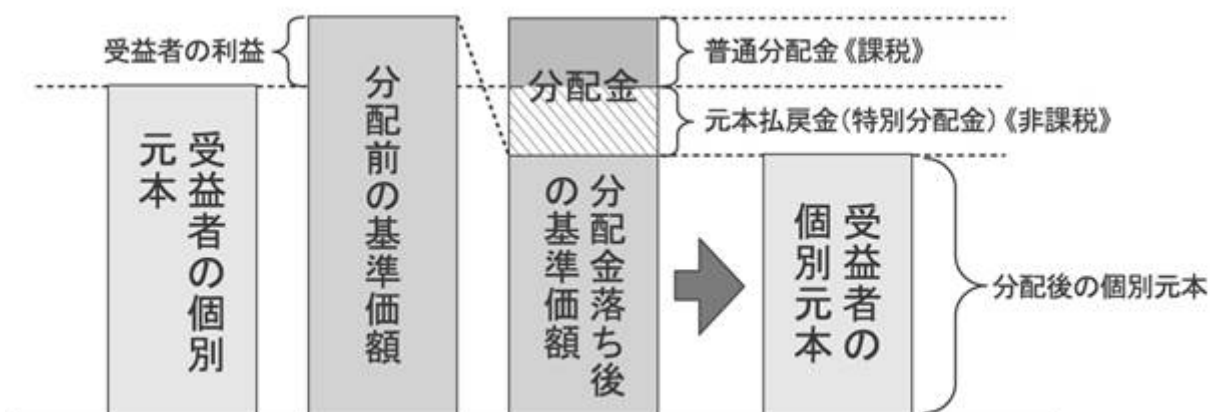 受益者の利益
受益者の個別
元本
分配前の基準価額
分配金
分配金落ち後
の基準価額
普通分配金《課税》
元本払戻金(特別分配金)《非課税》
受益者の
個別元本
分配後の個別元本